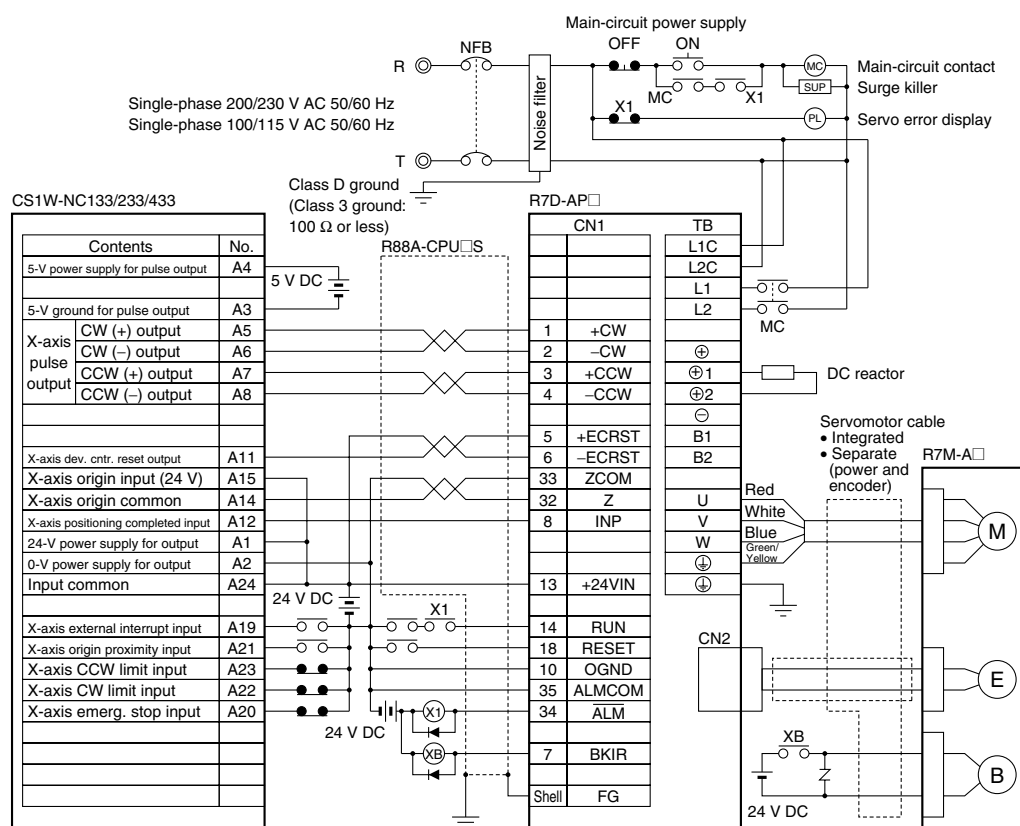 Main-circuit power supply
NFB
OFF ON
R
MC
Main-circuit contact
SUP
Surge killer
MC X1
X1
PL
Servo error display
Noise filter
Single-phase 200/230 V AC 50/60 Hz
Single-phase 100/115 V AC 50/60 Hz
T
Class D ground
(Class 3 ground:
100 Ω or less)
CS1W-NC133/233/433
R88A-CPU□S
R7D-AP□
Contents No.
5-V power supply for pulse output A4
5 V DC
5-V ground for pulse output A3
X-axis pulse output
CW (+) output A5
CW (−) output A6
CCW (+) output A7
CCW (−) output A8
X-axis dev. cntr. reset output A11
X-axis origin input (24 V) A15
X-axis origin common A14
X-axis positioning completed input A12
24-V power supply for output A1
0-V power supply for output A2
Input common A24
24 V DC
X-axis external interrupt input A19
X-axis origin proximity input A21
X-axis CCW limit input A23
X-axis CW limit input A22
X-axis emerg. stop input A20
X1
24 V DC
X1
XB
CN1
1 +CW
2 −CW
3 +CCW
4 −CCW
5 +ECRST
6 −ECRST
33 ZCOM
32 Z
8 INP
13 +24VIN
14 RUN
18 RESET
10 OGND
35 ALMCOM
34 ALM
7 BKIR
Shell FG
TB
L1C
L2C
L1
L2
MC
⊕
⊕1
⊕2
⊖
B1
B2
U
V
W
DC reactor
Red
White
Blue
Green/
Yellow
Servomotor cable
• Integrated
• Separate
(power and
encoder)
R7M-A□
M
CN2
E
XB
24 V DC
B